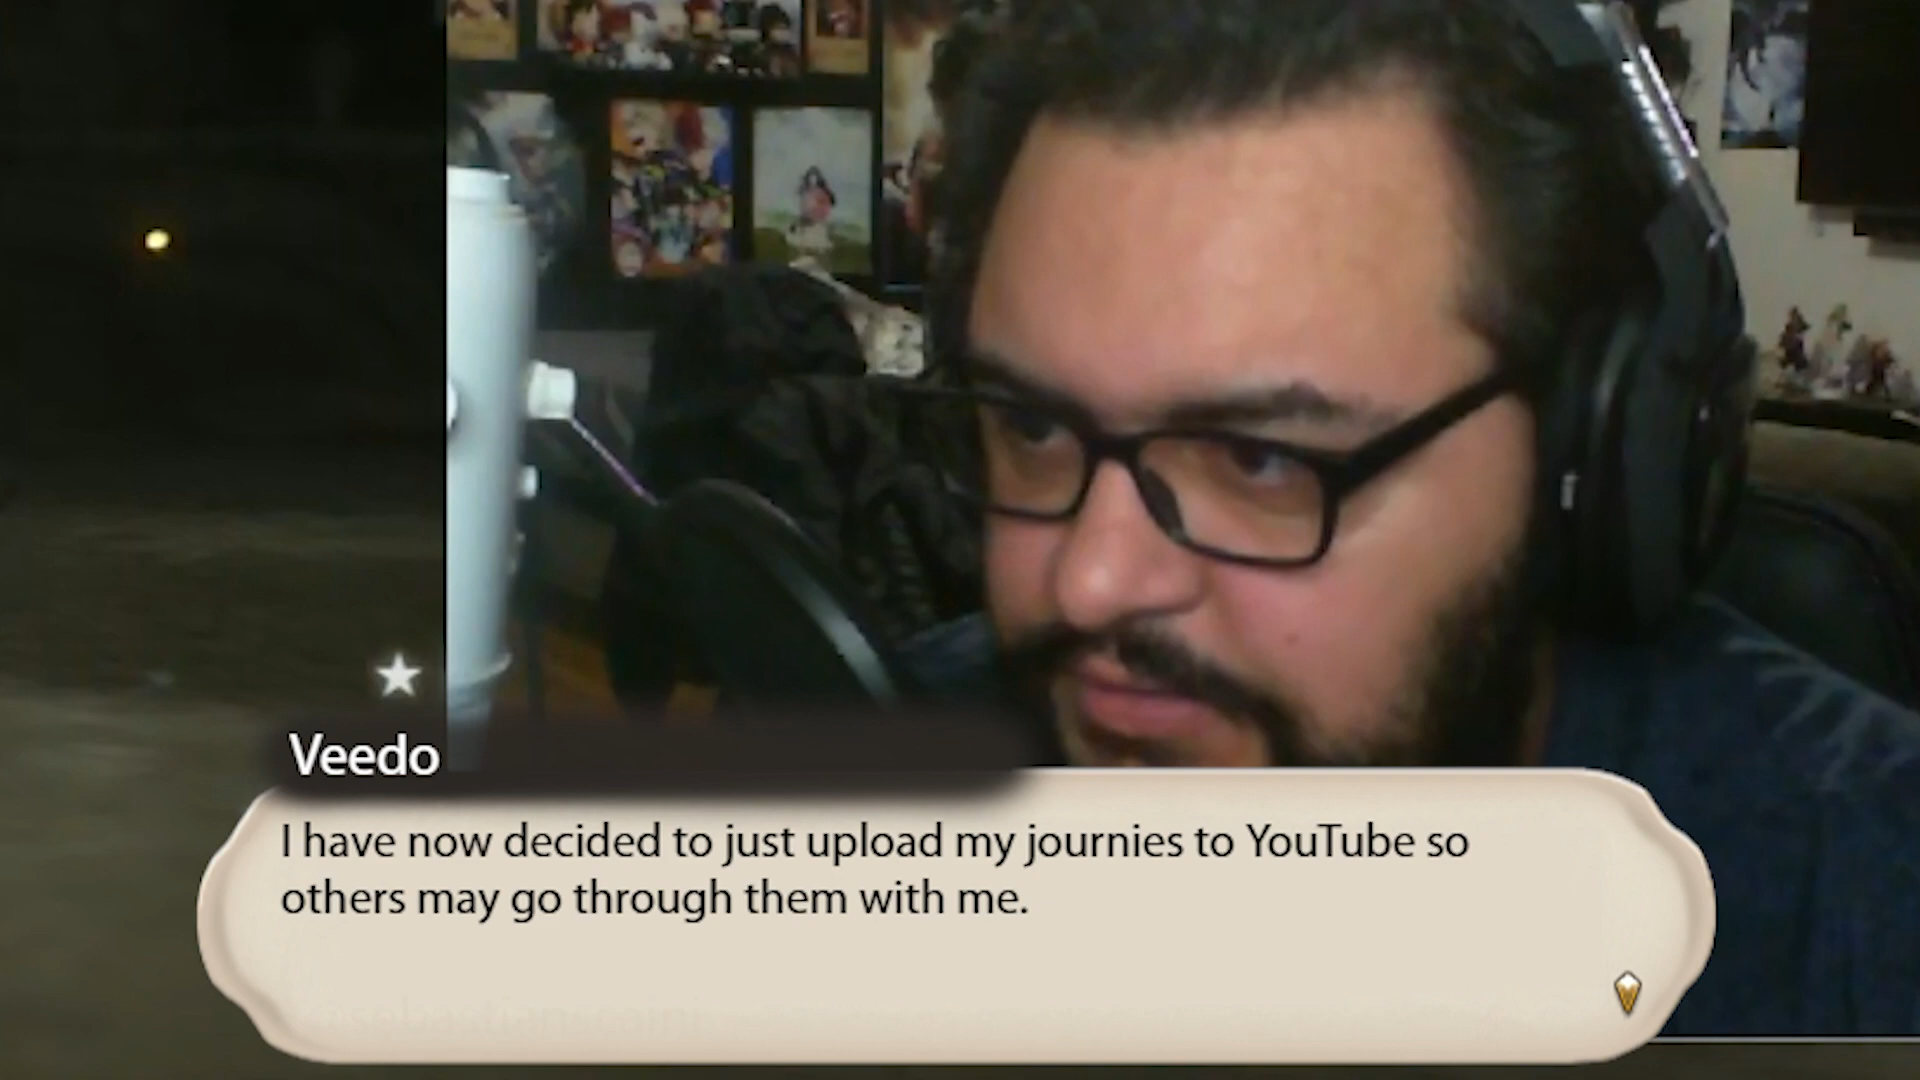 Veedo
I have now decided to just upload my journies to YouTube so
others may go through them with me.